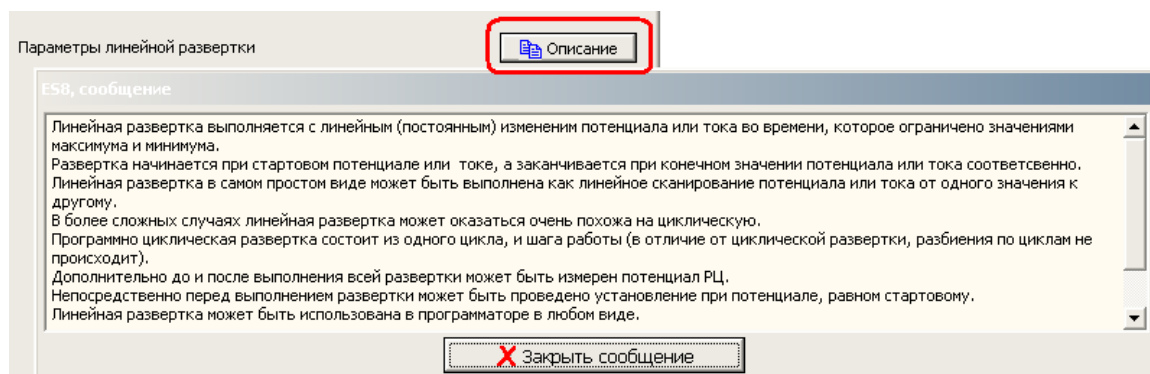 Параметры линейной развертки
Описание
ES8, сообщение
Линейная развертка выполняется с линейным (постоянным) измененим потенциала или тока во времени, которое ограничено значениями
максимума и минимума.
Развертка начинается при стартовом потенциале или токе, а заканчивается при конечном значении потенциала или тока соответсвенно.
Линейная развертка в самом простом виде может быть выполнена как линейное сканирование потенциала или тока от одного значения к
другому.
В более сложных случаях линейная развертка может оказаться очень похожа на циклическую.
Программно циклическая развертка состоит из одного цикла, и шага работы (в отличие от циклической развертки, разбиения по циклам не
происходит).
Дополнительно до и после выполнения всей развертки может быть измерен потенциал РЦ.
Непосредственно перед выполнением развертки может быть проведено установление при потенциале, равном стартовому.
Линейная развертка может быть использована в программаторе в любом виде.
Закрыть сообщение